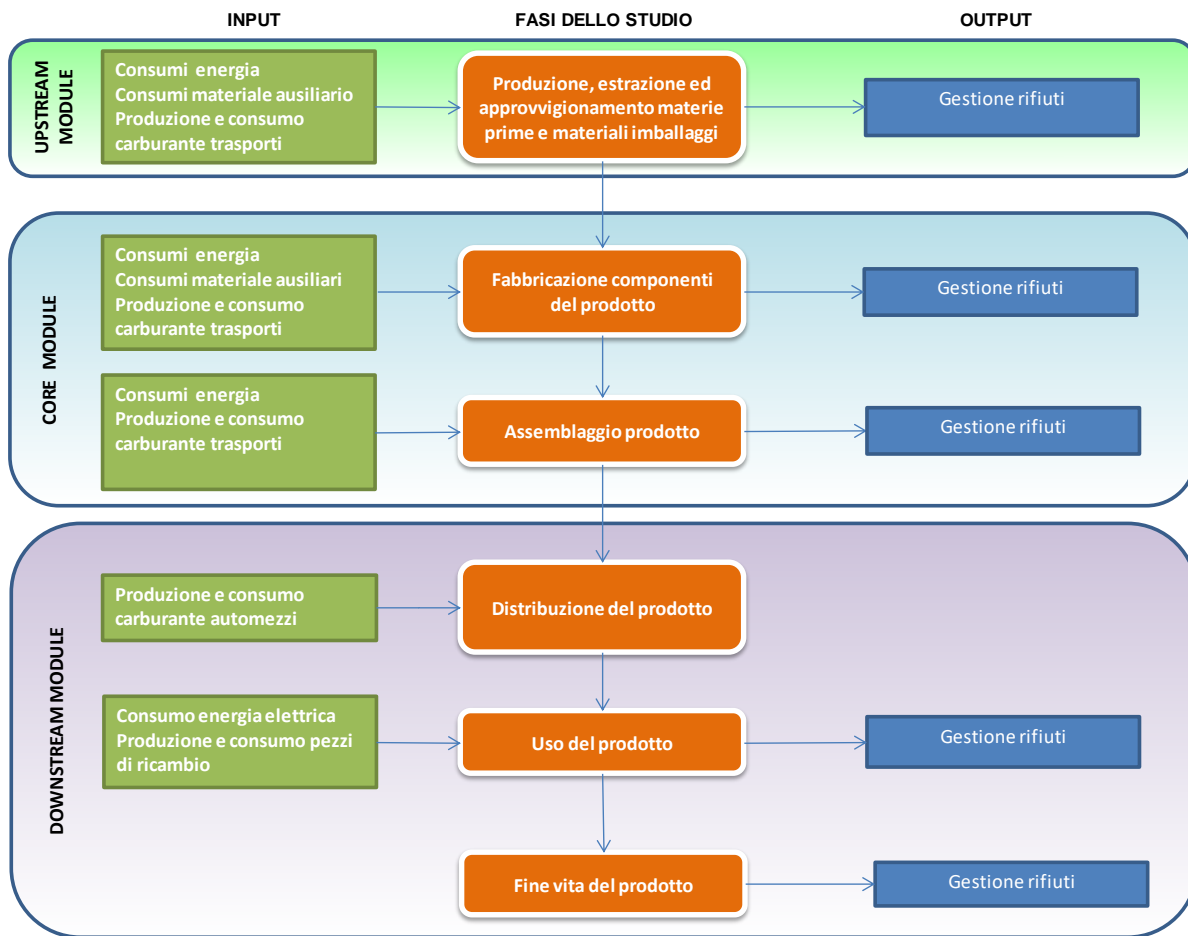 INPUT
FASI DELLO STUDIO
OUTPUT
UPSTREAM
MODULE
Consumi energia
Consumi materiale ausiliario
Produzione e consumo
carburante trasporti
Produzione, estrazione ed
approvvigionamento materie
prime e materiali imballaggi
Gestione rifiuti
CORE MODULE
Consumi energia
Consumi materiale ausiliari
Produzione e consumo
carburante trasporti
Fabbricazione componenti
del prodotto
Gestione rifiuti
Consumi energia
Produzione e consumo
carburante trasporti
Assemblaggio prodotto
Gestione rifiuti
DOWNSTREAM MODULE
Produzione e consumo
carburante automezzi
Distribuzione del prodotto
Consumo energia elettrica
Produzione e consumo pezzi
di ricambio
Uso del prodotto
Gestione rifiuti
Fine vita del prodotto
Gestione rifiuti